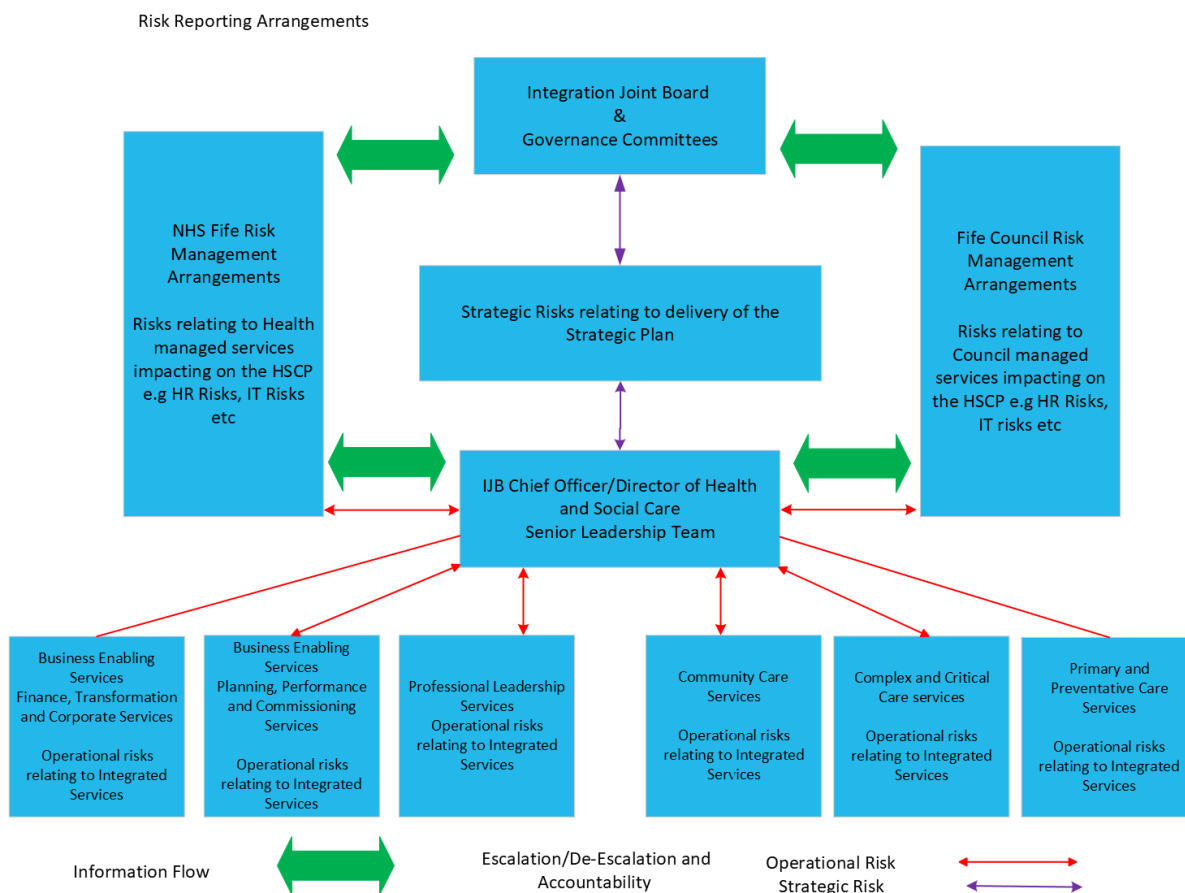 Risk Reporting Arrangements
Integration Joint Board
&
Governance Committees
NHS Fife Risk
Management
Arrangements
Risks relating to Health
managed services
impacting on the HSCP
e.g HR Risks, IT Risks
etc
Fife Council Risk
Management
Arrangements
Risks relating to
Council managed
services impacting on
the HSCP e.g HR Risks,
IT risks etc
Strategic Risks relating to delivery of the
Strategic Plan
IJB Chief Officer/Director of Health
and Social Care
Senior Leadership Team
Business Enabling
Services
Finance, Transformation
and Corporate Services
Operational risks
relating to Integrated
Services
Business Enabling
Services
Planning, Performance
and Commissioning
Services
Operational risks
relating to Integrated
Services
Professional Leadership
Services
Operational risks
relating to Integrated
Services
Community Care
Services
Operational risks
relating to Integrated
Services
Complex and Critical
Care services
Operational risks
relating to Integrated
Services
Primary and
Preventative Care
Services
Operational risks
relating to Integrated
Services
Information Flow
Escalation/De-Escalation and
Accountability
Operational Risk
Strategic Risk